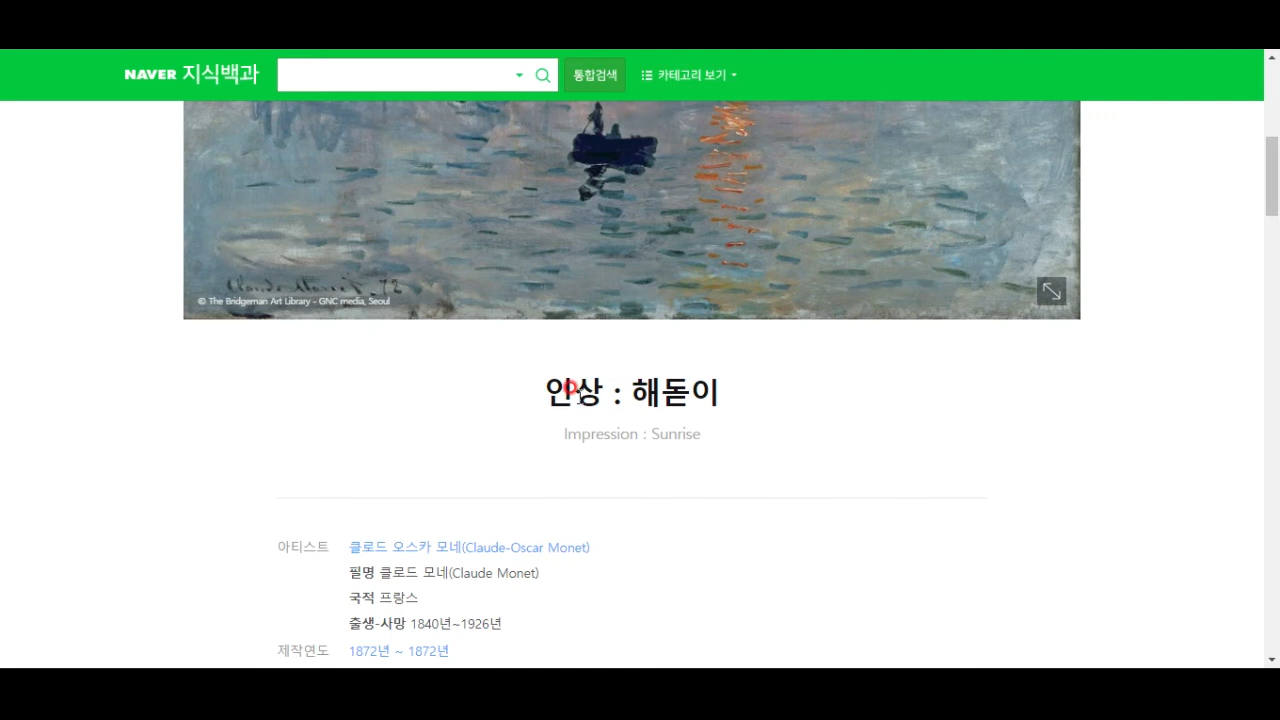 NAVER 지식백과 통합검색 카테고리 보기
Claude Monet. 72
© The Bridgeman Art Library - GNC media, Seoul
인상 : 해돋이
Impression : Sunrise
아티스트 클로드 오스카 모네(Claude-Oscar Monet)
필명 클로드 모네(Claude Monet)
국적 프랑스
출생-사망 1840년~1926년
제작연도 1872년 ~ 1872년